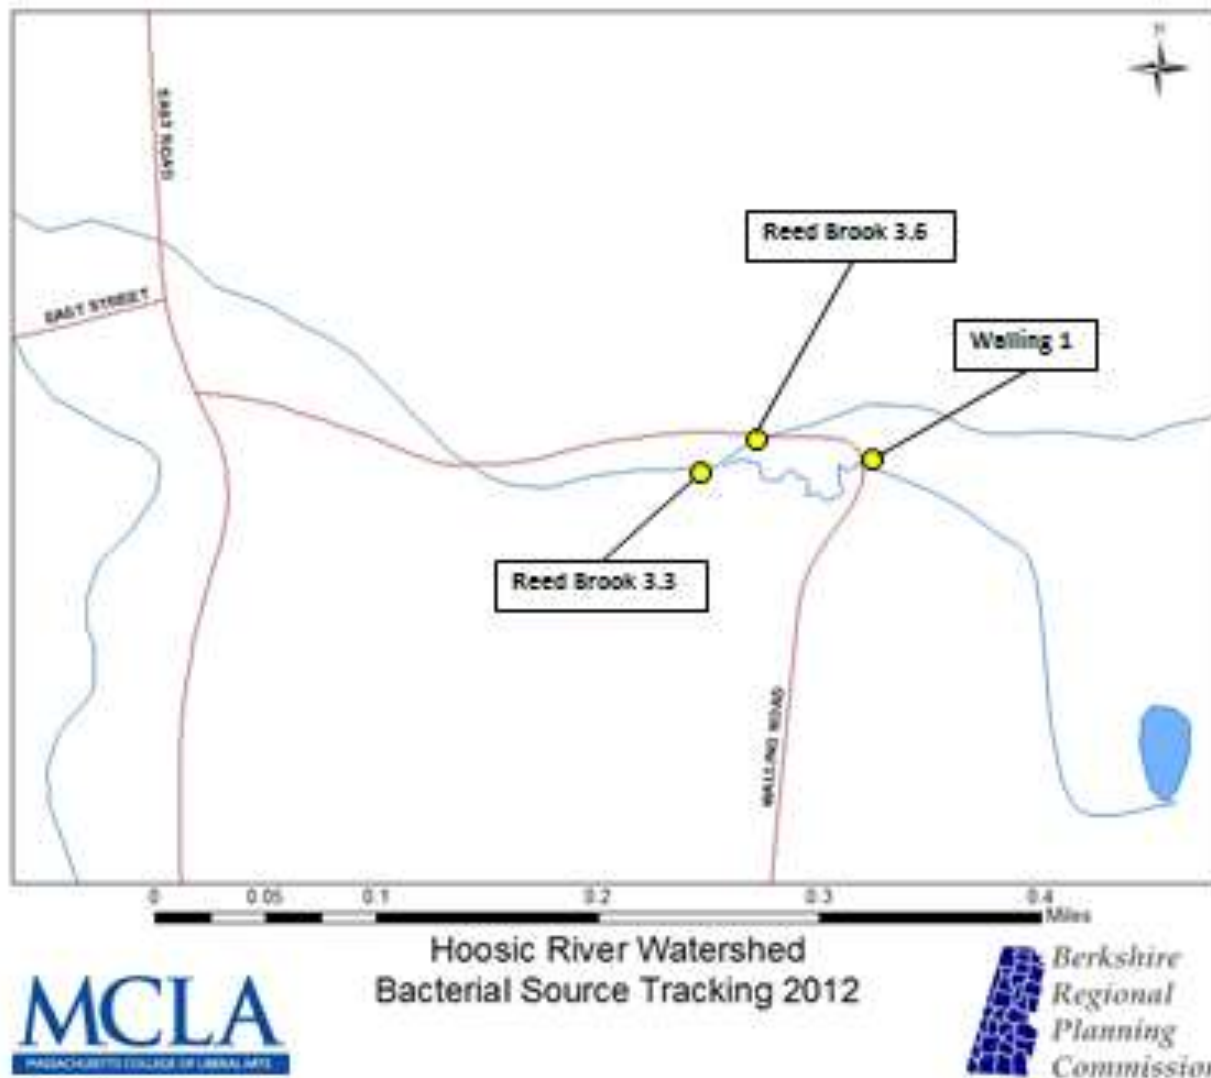 N
EAST ROAD
Reed Brook 3.6
EAST STREET
Walling 1
Reed Brook 3.3
WALLING ROAD
0 0.05 0.1 0.2 0.3 0.4
Miles
Hoosic River Watershed
Bacterial Source Tracking 2012
MCLA
MASSACHUSETTS COLLEGE OF LIBERAL ARTS
Berkshire
Regional
Planning
Commission